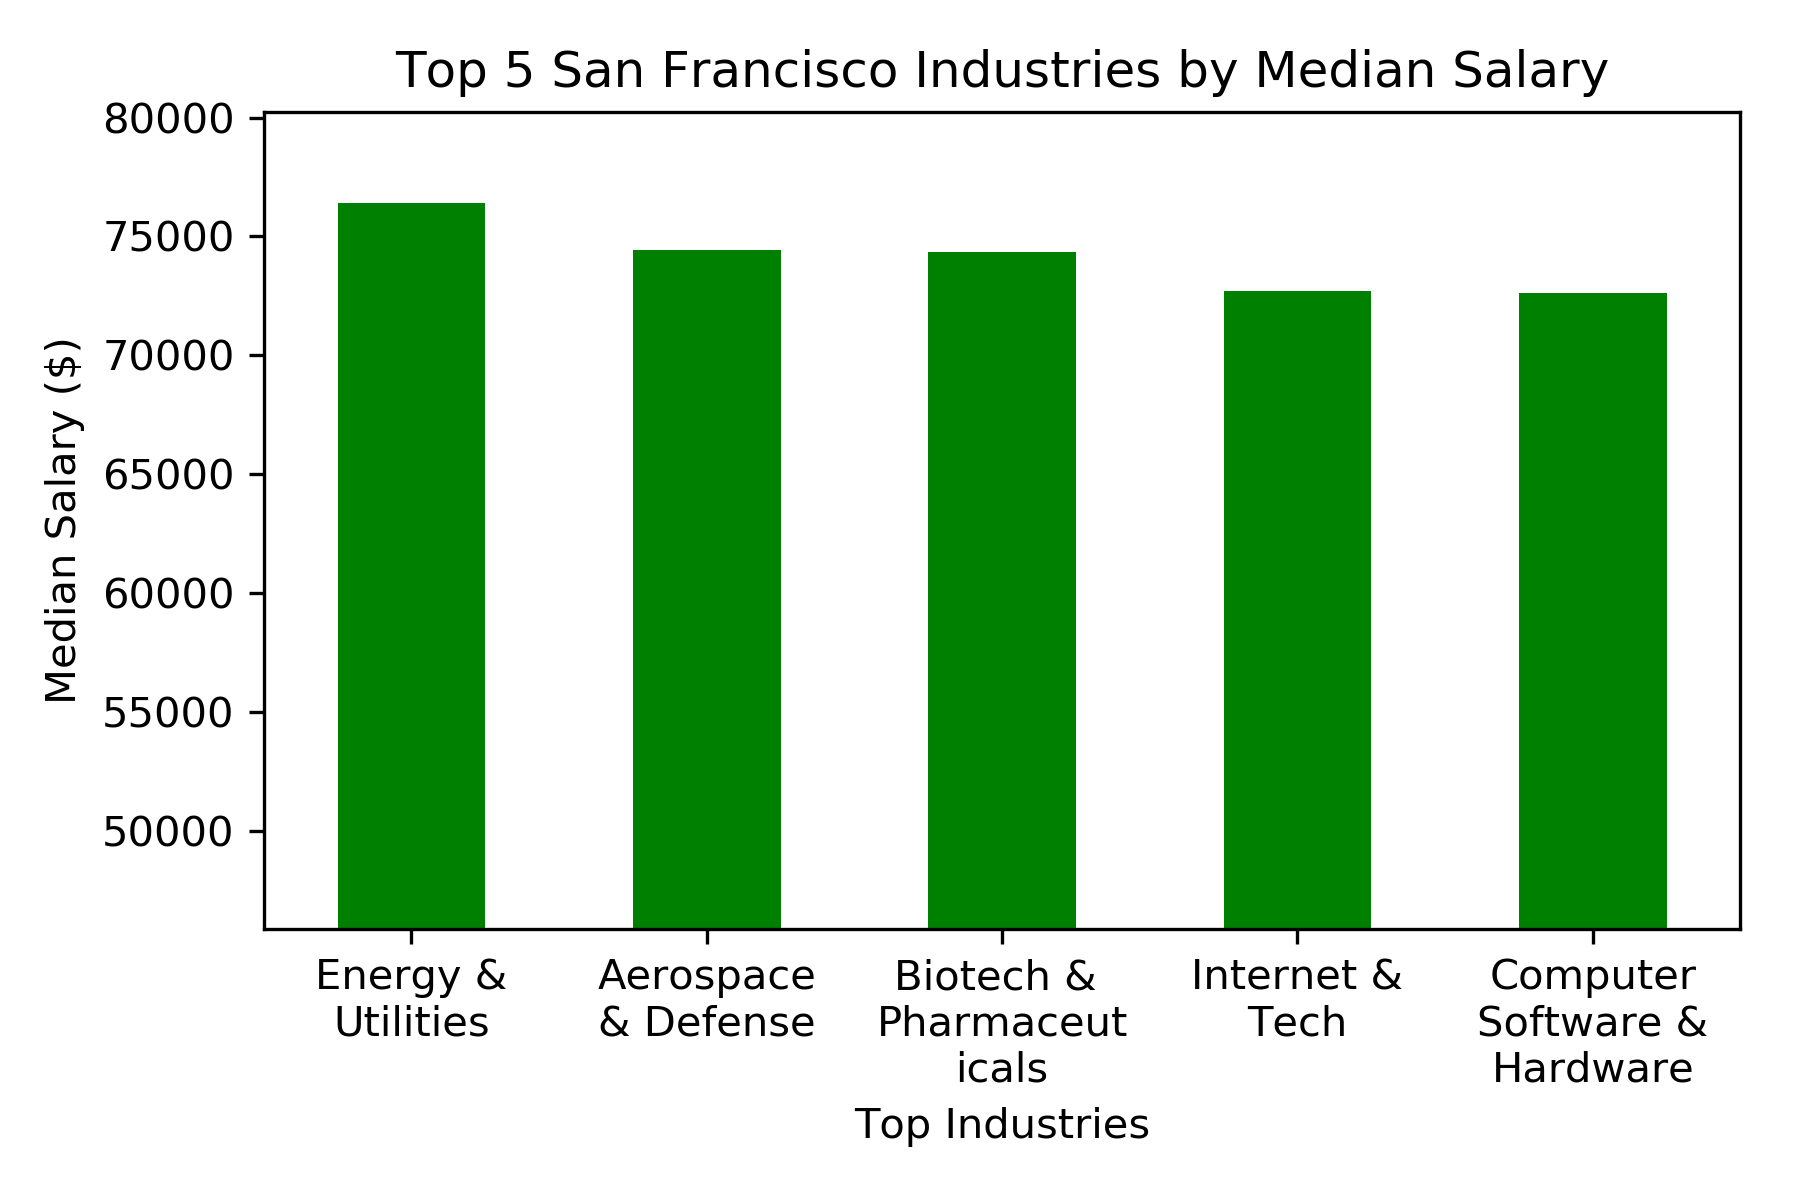 Top 5 San Francisco Industries by Median Salary
80000
75000
70000
65000
60000
55000
50000
Median Salary ($)
Energy &
Utilities
Aerospace
& Defense
Biotech &
Pharmaceut
icals
Internet &
Tech
Computer
Software &
Hardware
Top Industries